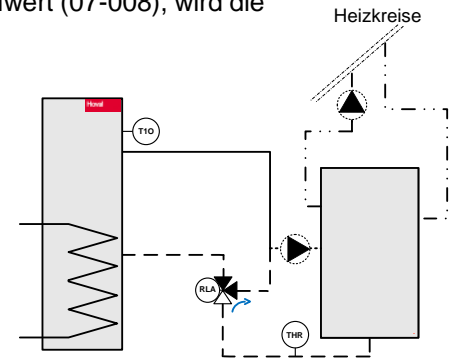 wert (07-008), wird die
Heizkreise
Hoval
T1O
RLA
THR